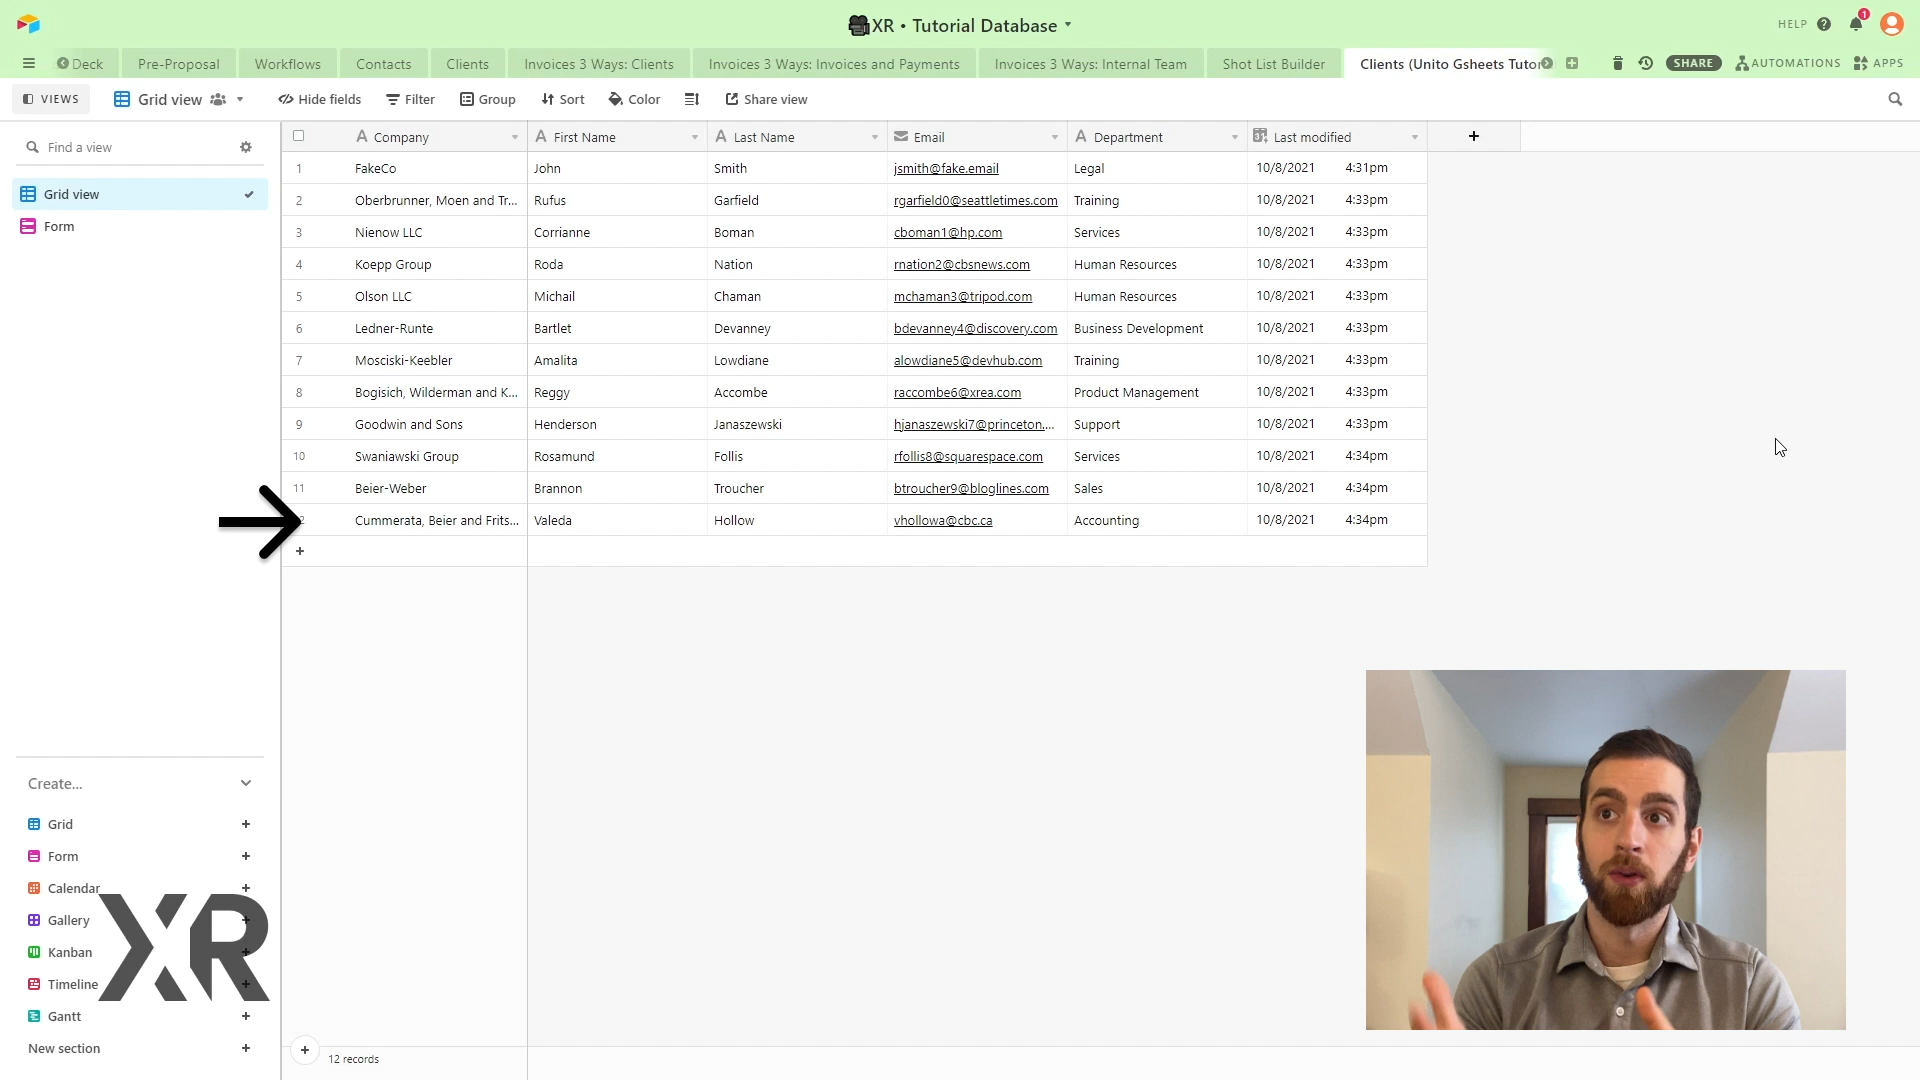 XR • Tutorial Database
HELP
1
Deck
Pre-Proposal
Workflows
Contacts
Clients
Invoices 3 Ways: Clients
Invoices 3 Ways: Invoices and Payments
Invoices 3 Ways: Internal Team
Shot List Builder
Clients (Unito Gsheets Tutor
SHARE
AUTOMATIONS
APPS
VIEWS
Grid view
Hide fields
Filter
Group
Sort
Color
Share view
Find a view
Grid view
Form
Company First Name Last Name Email Department Last modified
1 FakeCo John Smith jsmith@fake.email Legal 10/8/2021 4:31pm
2 Oberbrunner, Moen and Tr... Rufus Garfield rgarfield0@seattletimes.com Training 10/8/2021 4:33pm
3 Nienow LLC Corrianne Boman cboman1@hp.com Services 10/8/2021 4:33pm
4 Koepp Group Roda Nation rnation2@cbsnews.com Human Resources 10/8/2021 4:33pm
5 Olson LLC Michail Chaman mchaman3@tripod.com Human Resources 10/8/2021 4:33pm
6 Ledner-Runte Bartlet Devanney bdevanney4@discovery.com Business Development 10/8/2021 4:33pm
7 Mosciski-Keebler Amalita Lowdiane alowdiane5@devhub.com Training 10/8/2021 4:33pm
8 Bogisich, Wilderman and K... Reggy Accombe raccombe6@xrea.com Product Management 10/8/2021 4:33pm
9 Goodwin and Sons Henderson Janaszewski hjanaszewski7@princeton.... Support 10/8/2021 4:33pm
10 Swaniawski Group Rosamund Follis rfollis8@squarespace.com Services 10/8/2021 4:34pm
11 Beier-Weber Brannon Troucher btroucher9@bloglines.com Sales 10/8/2021 4:34pm
2 Cummerata, Beier and Frits... Valeda Hollow vhollowa@cbc.ca Accounting 10/8/2021 4:34pm
Create...
Grid
Form
Calendar
Gallery
Kanban
Timeline
Gantt
New section
XR
12 records